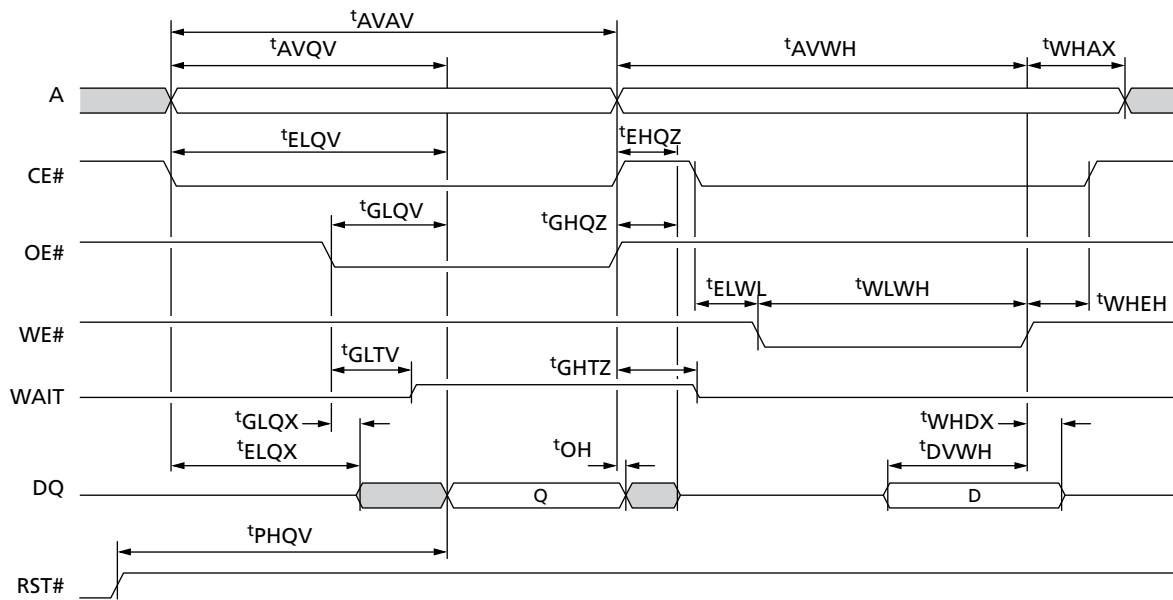 tAVAV
tAVQV tAVWH tWHAX
A
tELQV tEHQZ
CE#
tGLQV tGHQZ
OE#
tELWL tWLWH tWHEH
WE#
tGLTV tGHTZ
WAIT
tGLQX tWHDX
tELQX tOH tDVWH
DQ Q D
tPHQV
RST#